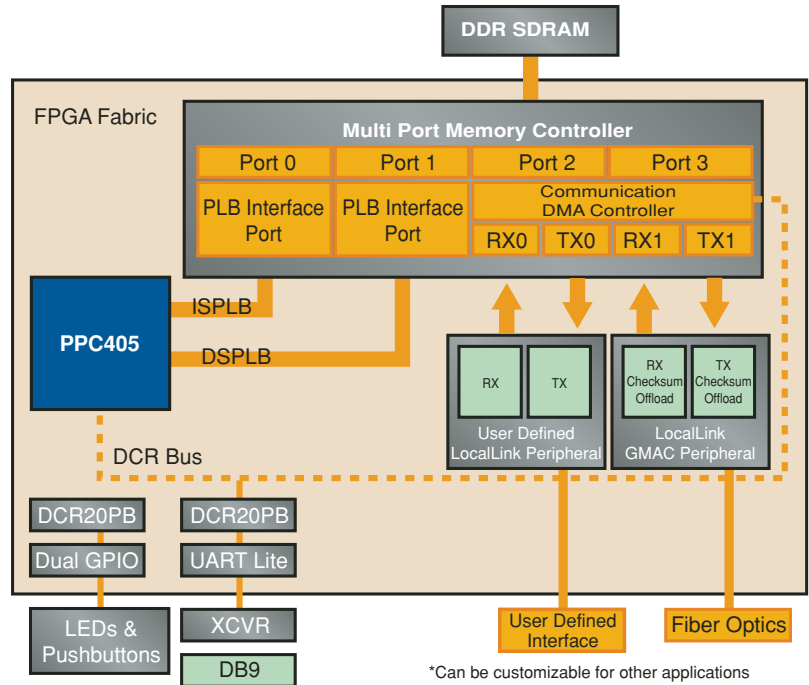 DDR SDRAM
FPGA Fabric
Multi Port Memory Controller
Port 0
Port 1
Port 2
Port 3
PLB Interface
Port
PLB Interface
Port
Communication
DMA Controller
RX0
TX0
RX1
TX1
PPC405
ISPLB
DSPLB
RX
TX
User Defined
LocalLink Peripheral
RX
Checksum
Offload
TX
Checksum
Offload
LocalLink
GMAC Peripheral
DCR Bus
DCR20PB
Dual GPIO
LEDs &
Pushbuttons
DCR20PB
UART Lite
XCVR
DB9
User Defined
Interface
Fiber Optics
*Can be customizable for other applications